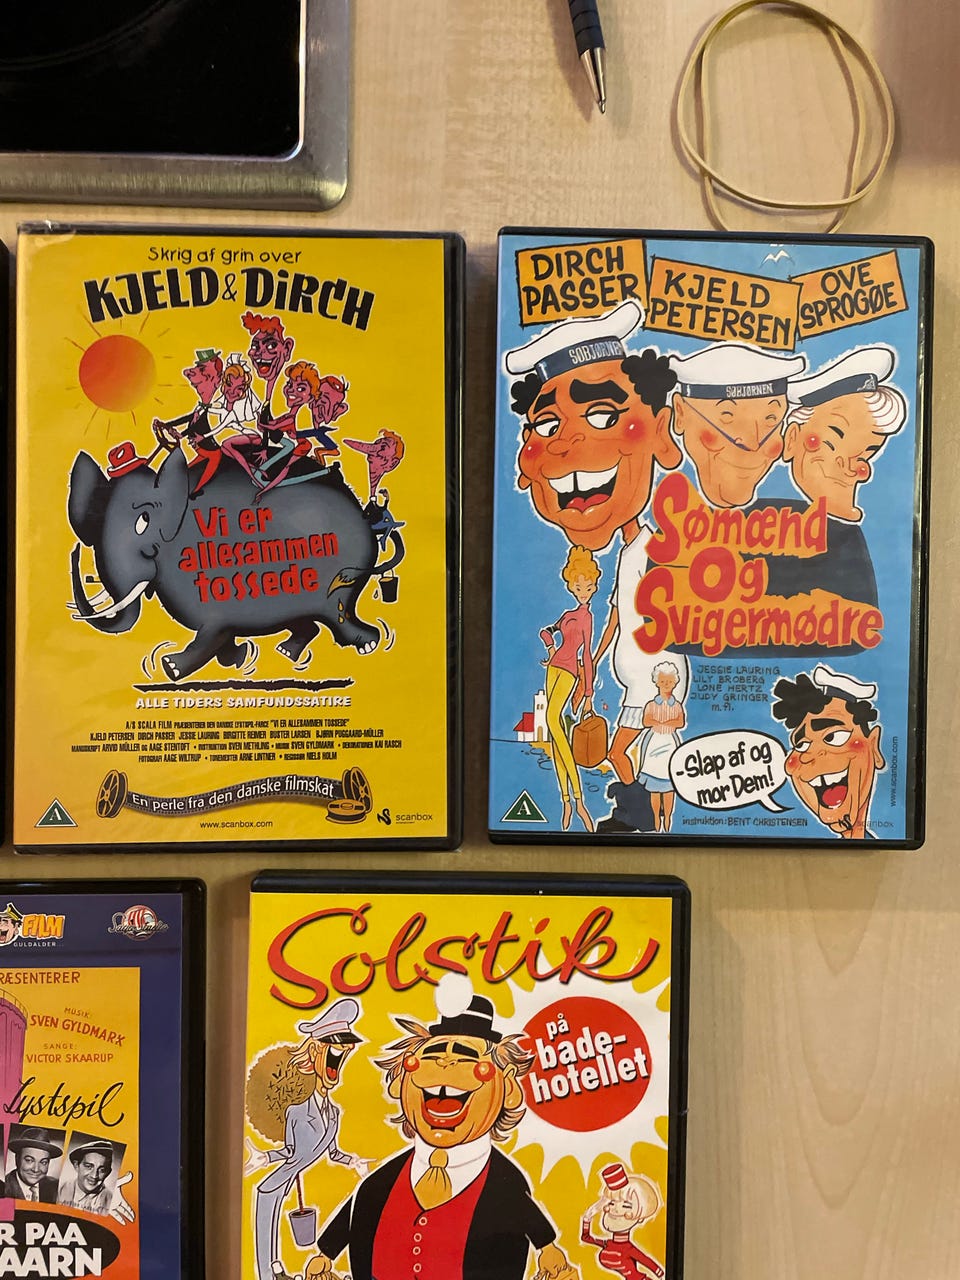 Skrig af grin over
KJELD & DIRCH
Vi er
allesammen
tossede
ALLE TIDERS SAMFUNDSSATIRE
A/S SCALA FILM PRÆSENTERER DEN DANSKE LYSTSPIL-FARCE "VI ER ALLESAMMEN TOSSEDE"
KJELD PETERSEN DIRCH PASSER JESSIE LAURING BIRGITTE REIMER BUSTER LARSEN BJØRN PUGGAARD-MÜLLER
MANUSKRIPT ARVID MÜLLER og AAGE STENTOFT • INSTRUKTION SVEN METHLING • MUSIK SVEN GYLDMARK • DEKORATIONER KAI RASCH
FOTOGRAF AAGE WILTRUP • TONEMESTER ARNE LINTNER • REGISSØR NIELS HOLM
En perle fra den danske filmskat
A
www.scanbox.com
scanbox
DIRCH
PASSER
KJELD
PETERSEN
OVE
SPROGØE
SØBJØRNEN
SØBJØRNEN
Sømænd
og
Svigermødre
JESSIE LAURING
LILY BROBERG
LONE HERTZ
JUDY GRINGER
m.fl.
-Slap af og
mor Dem!
www.scanbox.com
A
instruktion: BENT CHRISTENSEN
scanbox
FILM
GULDALDER...
RÆSENTERER
MUSIK:
SVEN GYLDMARK
SANGE:
VICTOR SKAARUP
Lystspil
R PAA
AARN
Solstik
på
bade-
hotellet